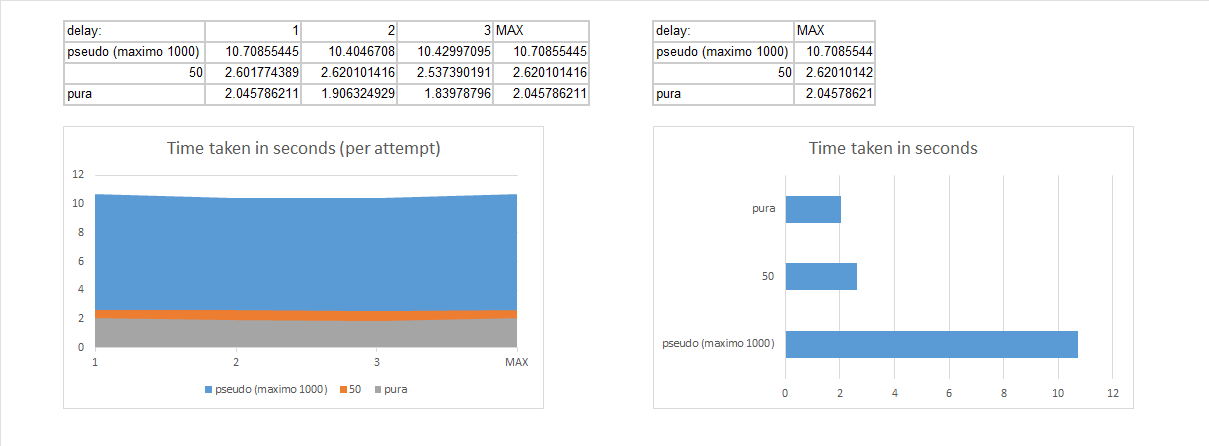 delay: 1 2 3 MAX
pseudo (maximo 1000) 10.70855445 10.4046708 10.42997095 10.70855445
50 2.601774389 2.620101416 2.537390191 2.620101416
pura 2.045786211 1.906324929 1.83978796 2.045786211
delay: MAX
pseudo (maximo 1000) 10.7085544
50 2.62010142
pura 2.04578621
Time taken in seconds (per attempt)
12
10
8
6
4
2
0
1 2 3 MAX
pseudo (maximo 1000) 50 pura
Time taken in seconds
pura
50
pseudo (maximo 1000)
0 2 4 6 8 10 12